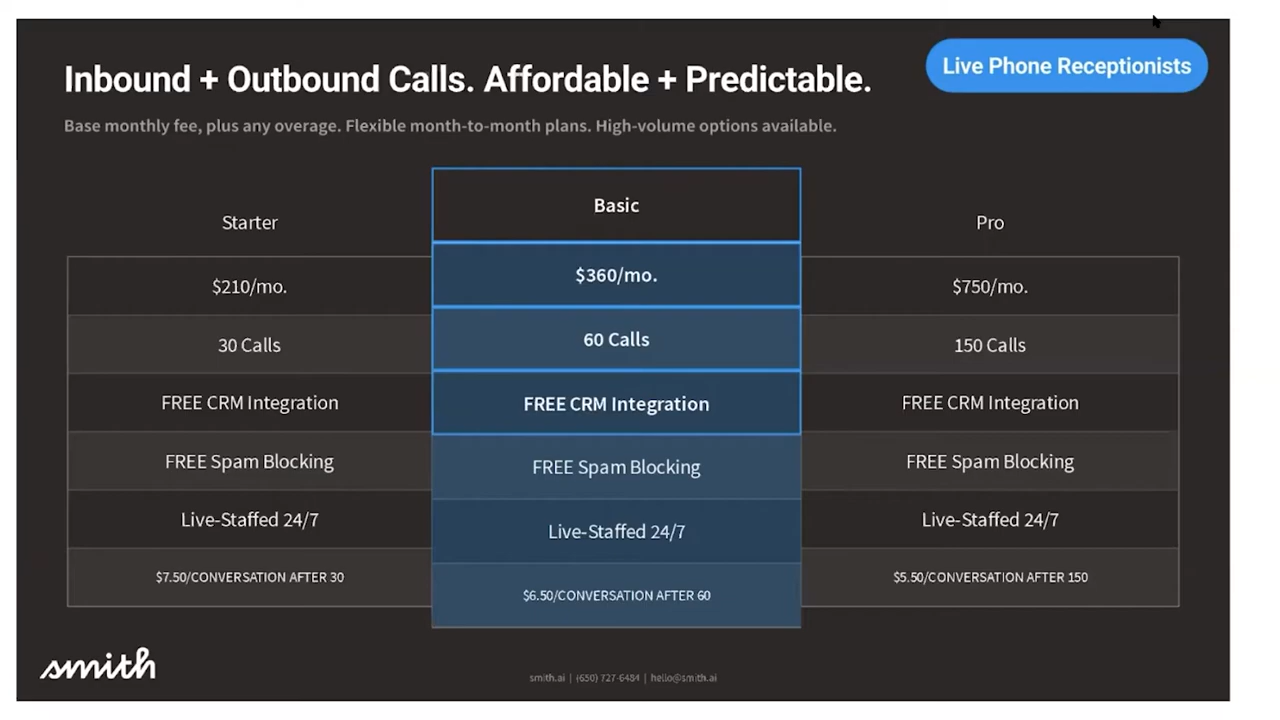 Inbound + Outbound Calls. Affordable + Predictable.
Live Phone Receptionists
Base monthly fee, plus any overage. Flexible month-to-month plans. High-volume options available.
Starter
$210/mo.
30 Calls
FREE CRM Integration
FREE Spam Blocking
Live-Staffed 24/7
$7.50/CONVERSATION AFTER 30
Basic
$360/mo.
60 Calls
FREE CRM Integration
FREE Spam Blocking
Live-Staffed 24/7
$6.50/CONVERSATION AFTER 60
Pro
$750/mo.
150 Calls
FREE CRM Integration
FREE Spam Blocking
Live-Staffed 24/7
$5.50/CONVERSATION AFTER 150
smith
smith.ai | (650) 727-6484 | hello@smith.ai